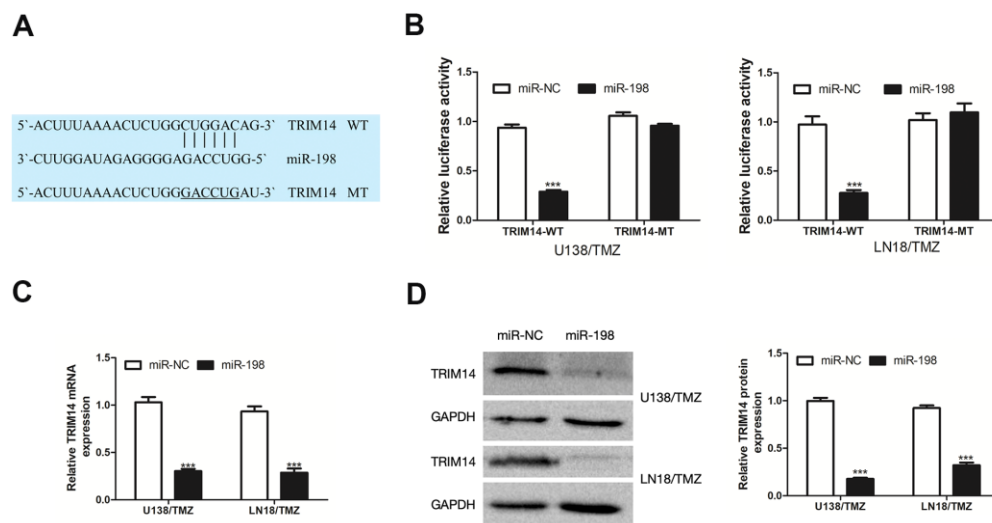 A
5`-ACUUUAAAACUCUGGCUGGACAG-3` TRIM14 WT
3`-CUUGGAUAGAGGGGAGACCUGG-5` miR-198
5`-ACUUUAAAACUCUGGGACCUGAU-3` TRIM14 MT
B
Relative luciferase activity
miR-NC miR-198
1.5
1.0
0.5
0.0
***
TRIM14-WT TRIM14-MT
U138/TMZ
Relative luciferase activity
miR-NC miR-198
1.5
1.0
0.5
0.0
***
TRIM14-WT TRIM14-MT
LN18/TMZ
C
Relative TRIM14 mRNA
expression
miR-NC miR-198
1.5
1.0
0.5
0.0
*** ***
U138/TMZ LN18/TMZ
D
miR-NC miR-198
TRIM14
U138/TMZ
GAPDH
TRIM14
LN18/TMZ
GAPDH
Relative TRIM14 protein
expression
miR-NC miR-198
1.5
1.0
0.5
0.0
*** ***
U138/TMZ LN18/TMZ